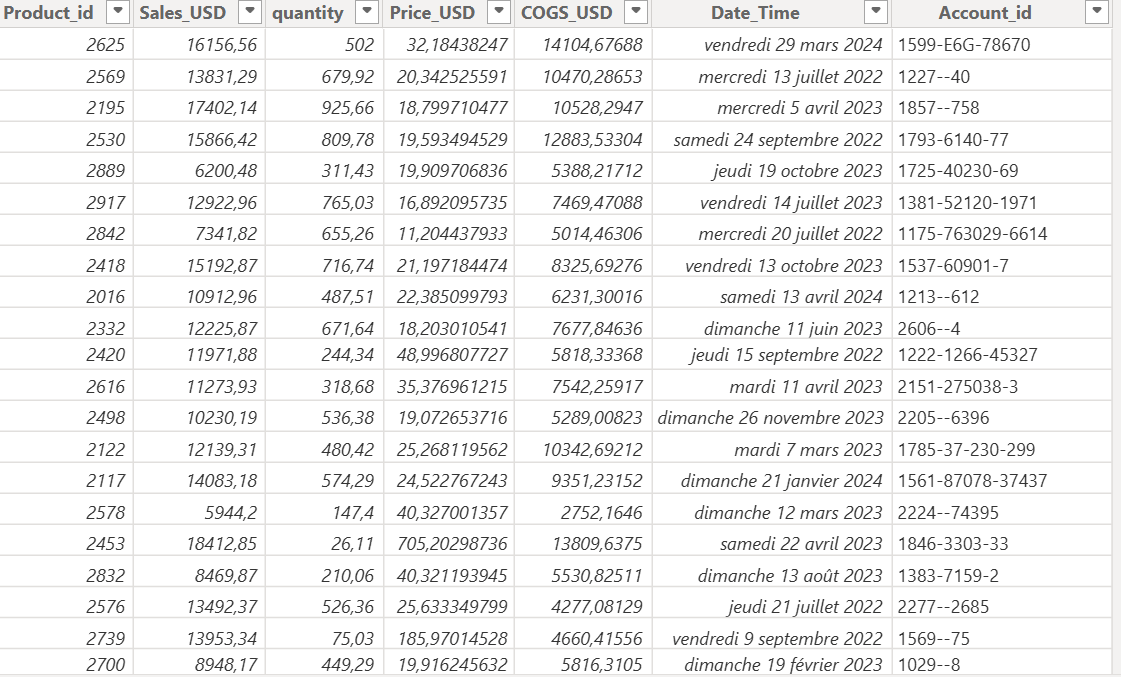 Product_id Sales_USD quantity Price_USD COGS_USD Date_Time Account_id
2625 16156,56 502 32,18438247 14104,67688 vendredi 29 mars 2024 1599-E6G-78670
2569 13831,29 679,92 20,342525591 10470,28653 mercredi 13 juillet 2022 1227--40
2195 17402,14 925,66 18,799710477 10528,2947 mercredi 5 avril 2023 1857--758
2530 15866,42 809,78 19,593494529 12883,53304 samedi 24 septembre 2022 1793-6140-77
2889 6200,48 311,43 19,909706836 5388,21712 jeudi 19 octobre 2023 1725-40230-69
2917 12922,96 765,03 16,892095735 7469,47088 vendredi 14 juillet 2023 1381-52120-1971
2842 7341,82 655,26 11,204437933 5014,46306 mercredi 20 juillet 2022 1175-763029-6614
2418 15192,87 716,74 21,197184474 8325,69276 vendredi 13 octobre 2023 1537-60901-7
2016 10912,96 487,51 22,385099793 6231,30016 samedi 13 avril 2024 1213--612
2332 12225,87 671,64 18,203010541 7677,84636 dimanche 11 juin 2023 2606--4
2420 11971,88 244,34 48,996807727 5818,33368 jeudi 15 septembre 2022 1222-1266-45327
2616 11273,93 318,68 35,376961215 7542,25917 mardi 11 avril 2023 2151-275038-3
2498 10230,19 536,38 19,072653716 5289,00823 dimanche 26 novembre 2023 2205--6396
2122 12139,31 480,42 25,268119562 10342,69212 mardi 7 mars 2023 1785-37-230-299
2117 14083,18 574,29 24,522767243 9351,23152 dimanche 21 janvier 2024 1561-87078-37437
2578 5944,2 147,4 40,327001357 2752,1646 dimanche 12 mars 2023 2224--74395
2453 18412,85 26,11 705,20298736 13809,6375 samedi 22 avril 2023 1846-3303-33
2832 8469,87 210,06 40,321193945 5530,82511 dimanche 13 août 2023 1383-7159-2
2576 13492,37 526,36 25,633349799 4277,08129 jeudi 21 juillet 2022 2277--2685
2739 13953,34 75,03 185,97014528 4660,41556 vendredi 9 septembre 2022 1569--75
2700 8948,17 449,29 19,916245632 5816,3105 dimanche 19 février 2023 1029--8